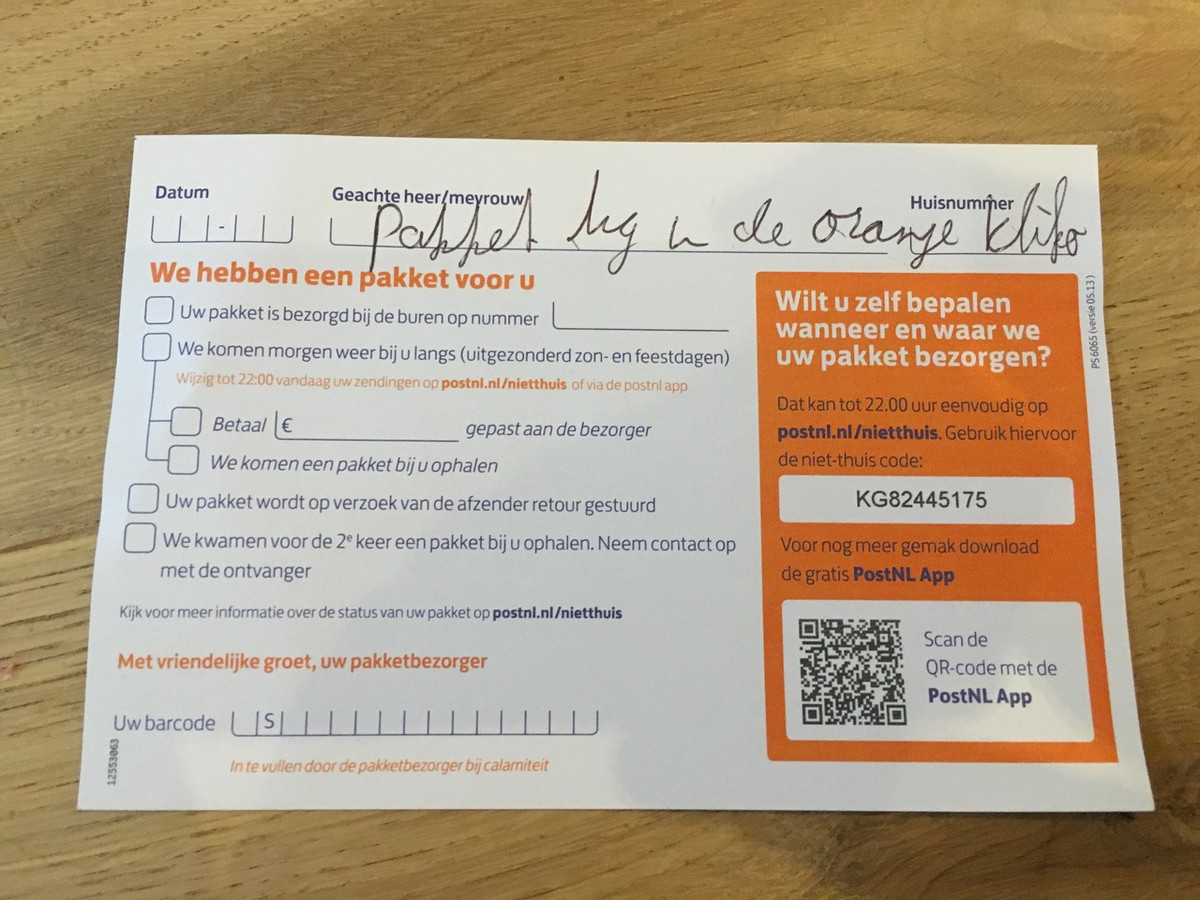 Datum
Geachte heer/mevrouw
Huisnummer
Pakket lig in de oranje kliko
We hebben een pakket voor u
Uw pakket is bezorgd bij de buren op nummer
We komen morgen weer bij u langs (uitgezonderd zon- en feestdagen)
Wijzig tot 22:00 vandaag uw zendingen op postnl.nl/nietthuis of via de postnl app
Betaal € gepast aan de bezorger
We komen een pakket bij u ophalen
Uw pakket wordt op verzoek van de afzender retour gestuurd
We kwamen voor de 2e keer een pakket bij u ophalen. Neem contact op
met de ontvanger
Kijk voor meer informatie over de status van uw pakket op postnl.nl/nietthuis
Met vriendelijke groet, uw pakketbezorger
Uw barcode S
In te vullen door de pakketbezorger bij calamiteit
12553063
Wilt u zelf bepalen
wanneer en waar we
uw pakket bezorgen?
Dat kan tot 22.00 uur eenvoudig op
postnl.nl/nietthuis. Gebruik hiervoor
de niet-thuis code:
KG82445175
Voor nog meer gemak download
de gratis PostNL App
Scan de
QR-code met de
PostNL App
PS6065 (versie 05.13)